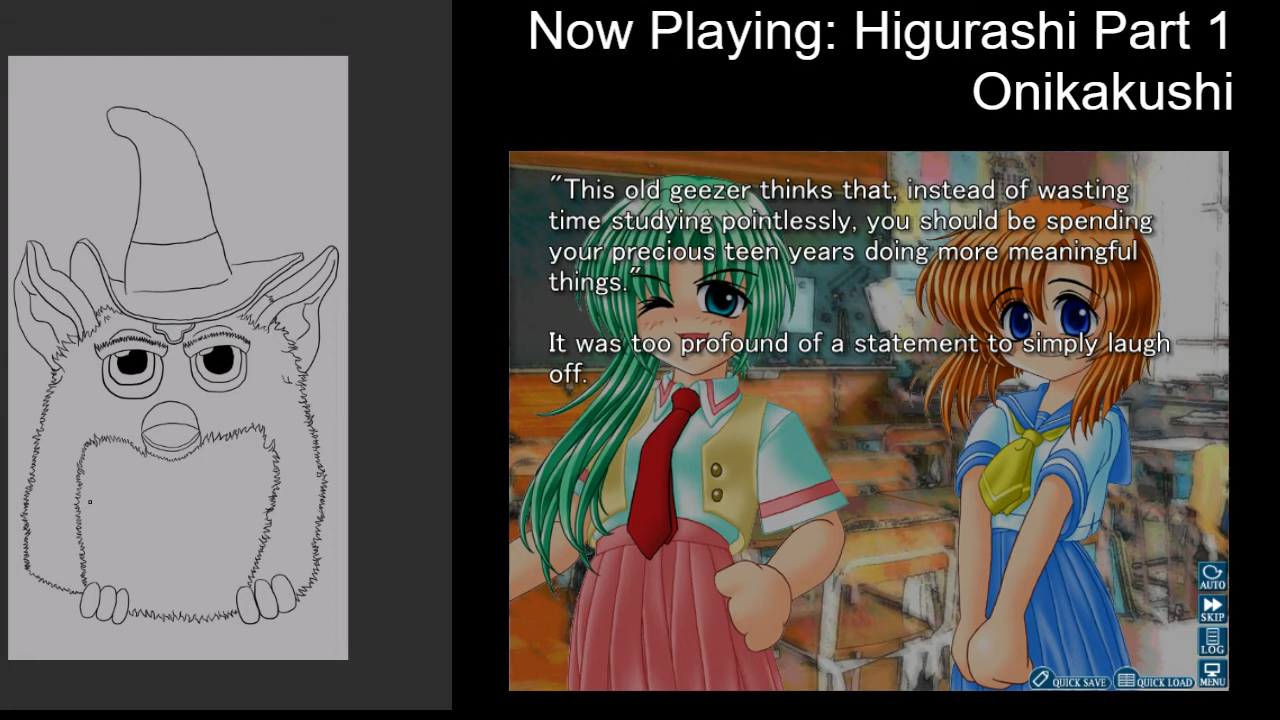 Now Playing: Higurashi Part 1
Onikakushi
"This old geezer thinks that, instead of wasting
time studying pointlessly, you should be spending
your precious teen years doing more meaningful
things."
It was too profound of a statement to simply laugh
off.
AUTO
SKIP
LOG
MENU
QUICK SAVE
QUICK LOAD